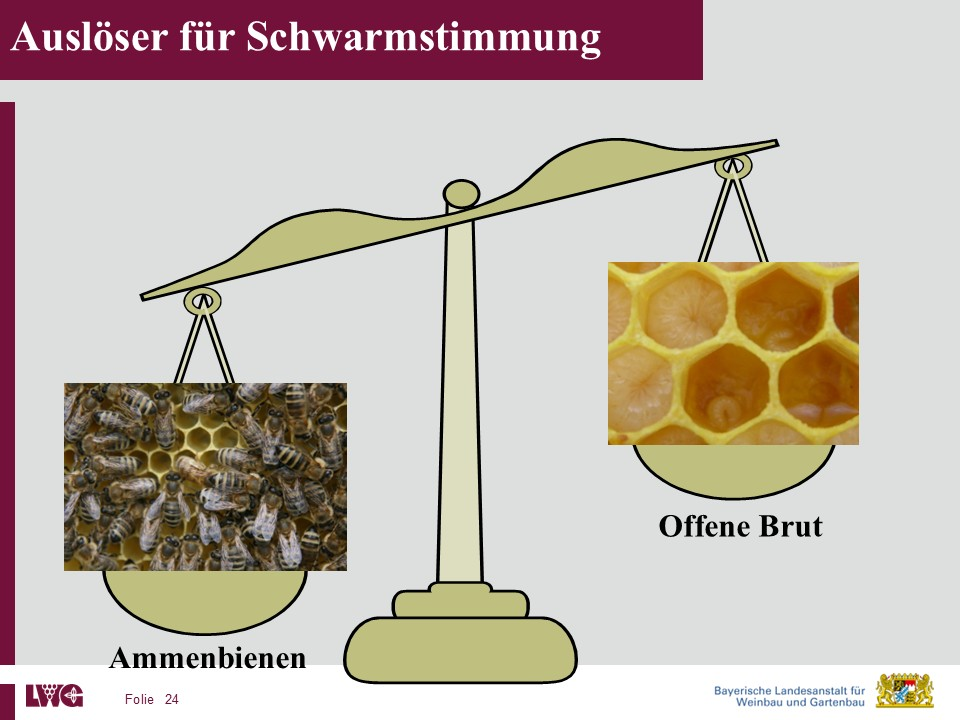 Auslöser für Schwarmstimmung
Offene Brut
Ammenbienen
LWG
Folie 24
Bayerische Landesanstalt für
Weinbau und Gartenbau